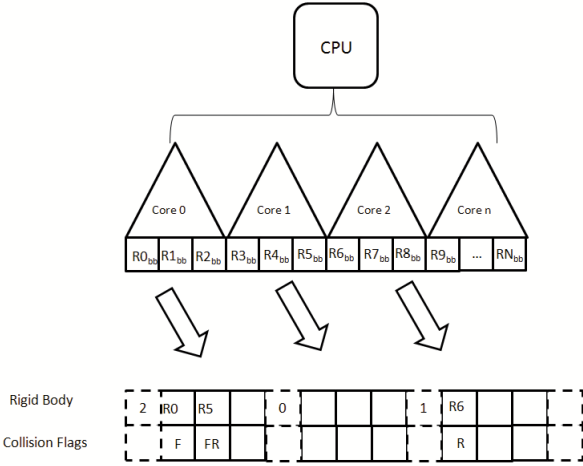 CPU
Core 0 Core 1 Core 2 Core n
R0bb R1bb R2bb R3bb R4bb R5bb R6bb R7bb R8bb R9bb ... RNbb
Rigid Body 2 R0 R5 0 1 R6
Collision Flags F FR R